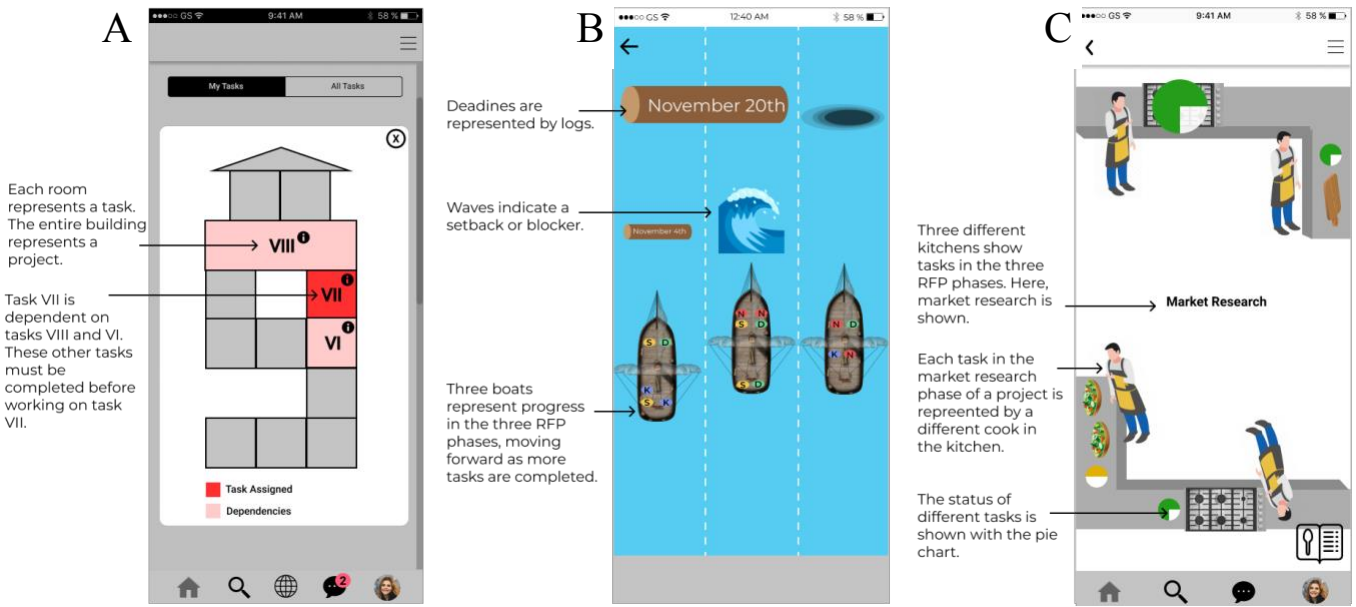 A
●●●○○ GS 9:41 AM 58 %
My Tasks All Tasks
X
Each room
represents a task.
The entire building
represents a
project.
VIII i
Task VII is
dependent on
tasks VIII and VI.
These other tasks
must be
completed before
working on task
VII.
VII i
VI i
Task Assigned
Dependencies
2
B
●●●○○ GS 12:40 AM 58 %
Deadines are
represented by logs.
November 20th
Waves indicate a
setback or blocker.
November 4th
Three boats
represent progress
in the three RFP
phases, moving
forward as more
tasks are completed.
S D
K
S K
N N
S D
S D
N D
K N
C
●●●○○ GS 9:41 AM 58 %
Three different
kitchens show
tasks in the three
RFP phases. Here,
market research is
shown.
Market Research
Each task in the
market research
phase of a project is
repreented by a
different cook in
the kitchen.
The status of
different tasks is
shown with the pie
chart.